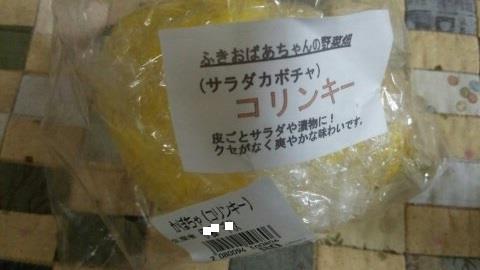 ふきおばあちゃんの野菜畑
(サラダカボチャ)
コリンキー
皮ごとサラダや漬物に!
クセがなく爽やかな味わいです。
かぼちゃ(コリンキー)
生産者